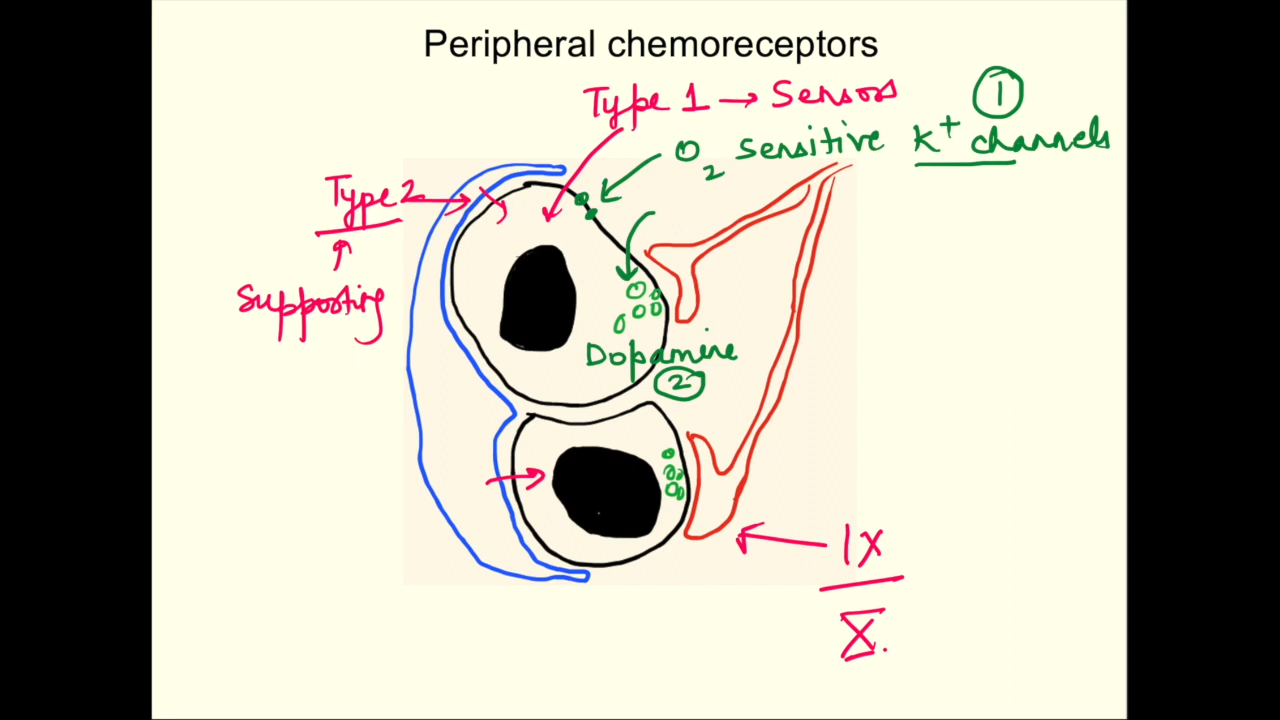 Peripheral chemoreceptors
Type 1 → Sensors
①
O2 sensitive K+ channels
Type 2
Supporting
Dopamine
②
IX
X.